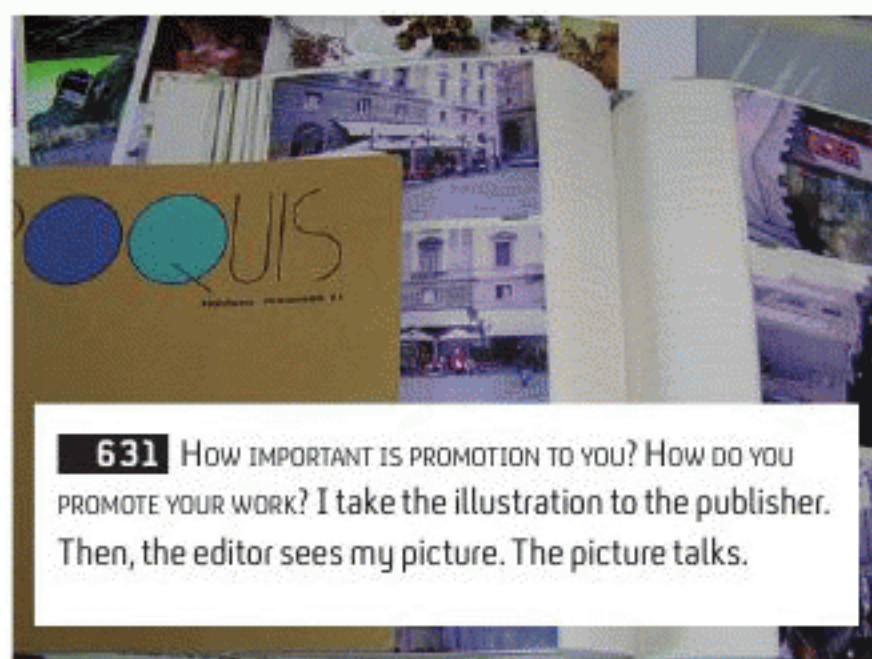 OQUIS
631 HOW IMPORTANT IS PROMOTION TO YOU? HOW DO YOU
PROMOTE YOUR WORK? I take the illustration to the publisher.
Then, the editor sees my picture. The picture talks.